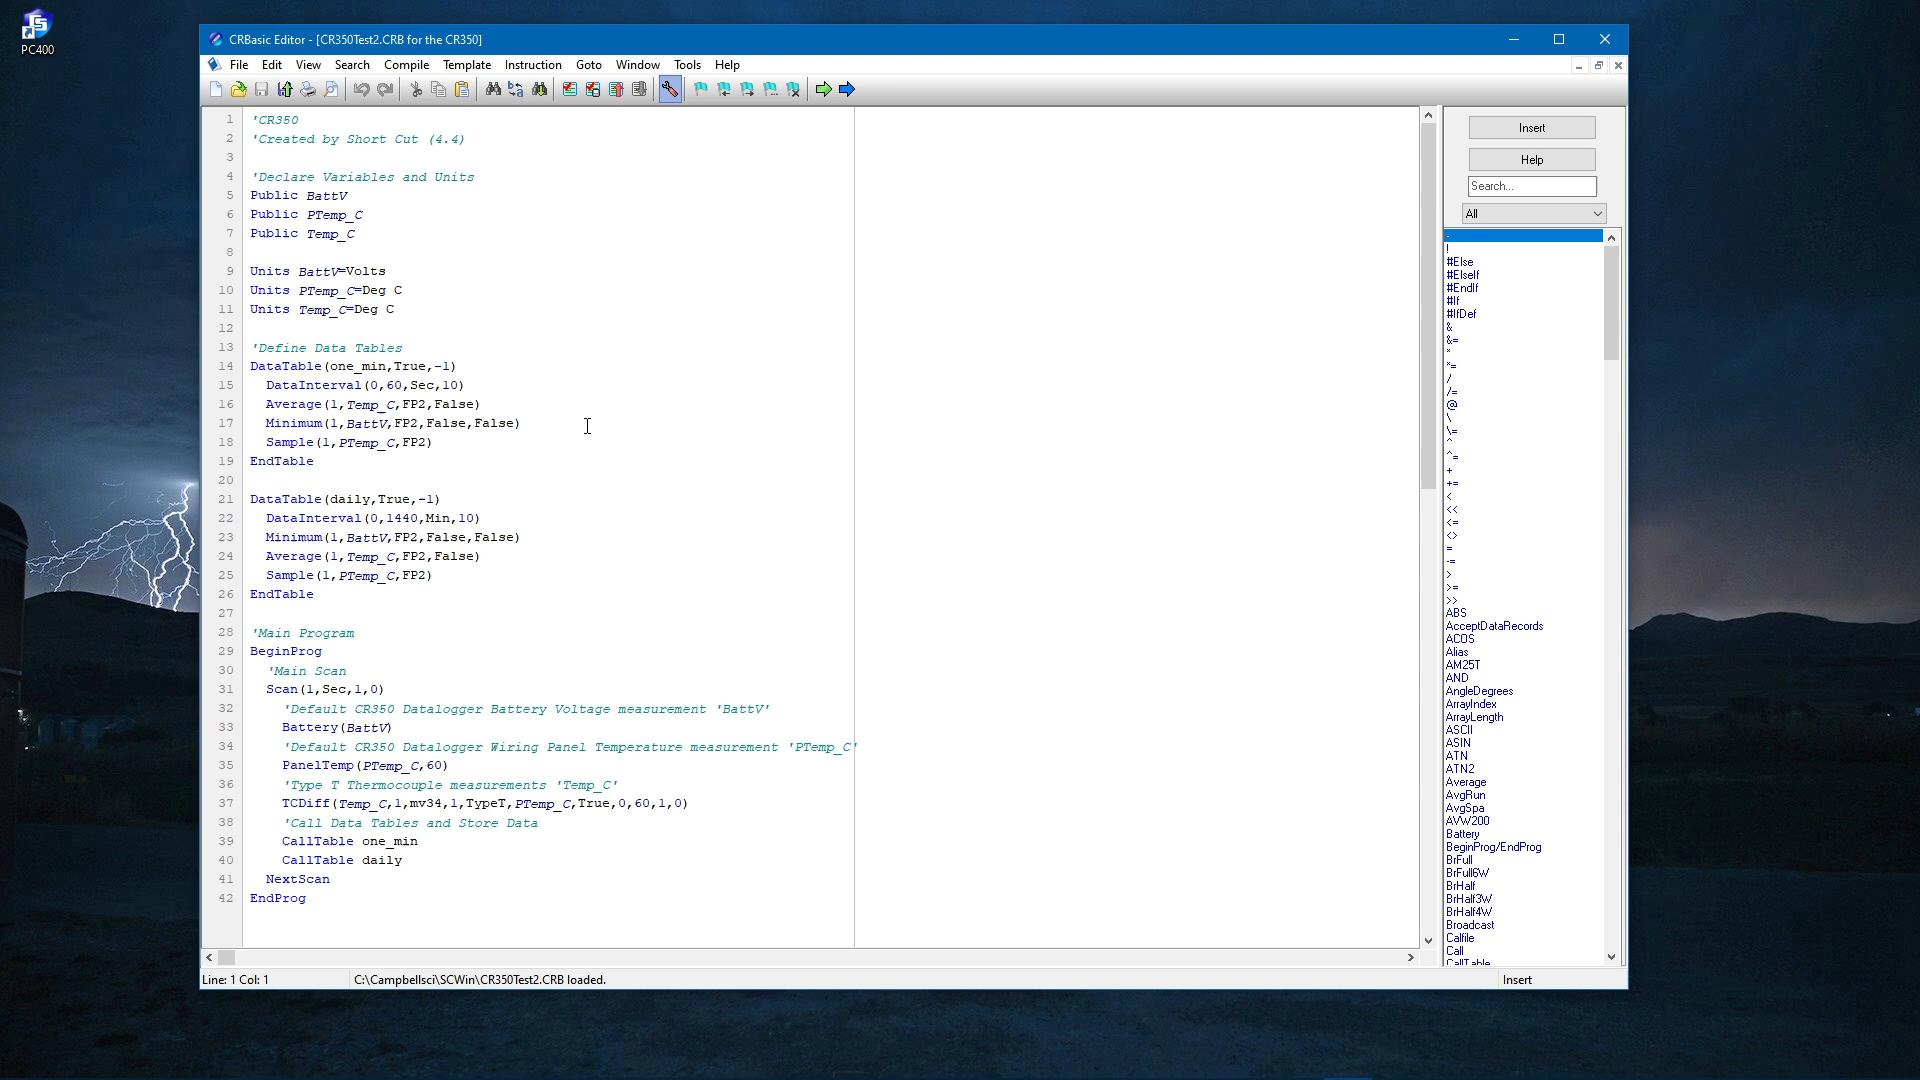 PC400
CRBasic Editor - [CR350Test2.CRB for the CR350]
File Edit View Search Compile Template Instruction Goto Window Tools Help
1 'CR350
2 'Created by Short Cut (4.4)
3
4 'Declare Variables and Units
5 Public BattV
6 Public PTemp_C
7 Public Temp_C
8
9 Units BattV=Volts
10 Units PTemp_C=Deg C
11 Units Temp_C=Deg C
12
13 'Define Data Tables
14 DataTable(one_min,True,-1)
15 DataInterval(0,60,Sec,10)
16 Average(1,Temp_C,FP2,False)
17 Minimum(1,BattV,FP2,False,False)
18 Sample(1,PTemp_C,FP2)
19 EndTable
20
21 DataTable(daily,True,-1)
22 DataInterval(0,1440,Min,10)
23 Minimum(1,BattV,FP2,False,False)
24 Average(1,Temp_C,FP2,False)
25 Sample(1,PTemp_C,FP2)
26 EndTable
27
28 'Main Program
29 BeginProg
30 'Main Scan
31 Scan(1,Sec,1,0)
32 'Default CR350 Datalogger Battery Voltage measurement 'BattV'
33 Battery(BattV)
34 'Default CR350 Datalogger Wiring Panel Temperature measurement 'PTemp_C'
35 PanelTemp(PTemp_C,60)
36 'Type T Thermocouple measurements 'Temp_C'
37 TCDiff(Temp_C,1,mv34,1,TypeT,PTemp_C,True,0,60,1,0)
38 'Call Data Tables and Store Data
39 CallTable one_min
40 CallTable daily
41 NextScan
42 EndProg
Insert
Help
Search...
All
-
!
#Else
#ElseIf
#EndIf
#If
#IfDef
&
&=
*
*=
/
/=
@
\
\=
^
^=
+
+=
<
<<
<=
<>
=
-=
>
>=
>>
ABS
AcceptDataRecords
ACOS
Alias
AM25T
AND
AngleDegrees
ArrayIndex
ArrayLength
ASCII
ASIN
ATN
ATN2
Average
AvgRun
AvgSpa
AVW200
Battery
BeginProg/EndProg
BrFull
BrFull6W
BrHalf
BrHalf3W
BrHalf4W
Broadcast
Calfile
Call
CallTable
Line: 1 Col: 1
C:\Campbellsci\SCWin\CR350Test2.CRB loaded.
Insert